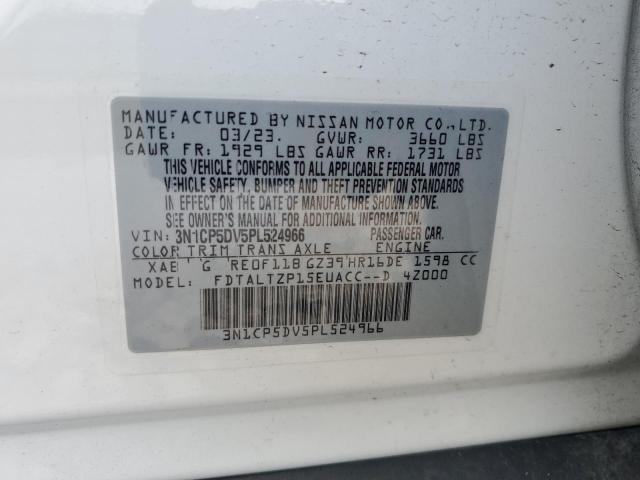 MANUFACTURED BY NISSAN MOTOR CO.,LTD.
DATE: 03/23. GVWR: 3660 LBS
GAWR FR: 1929 LBS GAWR RR: 1731 LBS
THIS VEHICLE CONFORMS TO ALL APPLICABLE FEDERAL MOTOR
VEHICLE SAFETY, BUMPER AND THEFT PREVENTION STANDARDS
IN EFFECT ON THE DATE OF MANUFACTURE SHOWN ABOVE.
SEE OWNER'S MANUAL FOR ADDITIONAL INFORMATION.
VIN: 3N1CP5DV5PL524966 PASSENGER CAR.
COLOR TRIM TRANS AXLE ENGINE
XAB G RE0F11B GZ39 HR16DE 1598 CC
MODEL: FDTALTZP15EUACC--D 4Z000
3N1CP5DV5PL524966